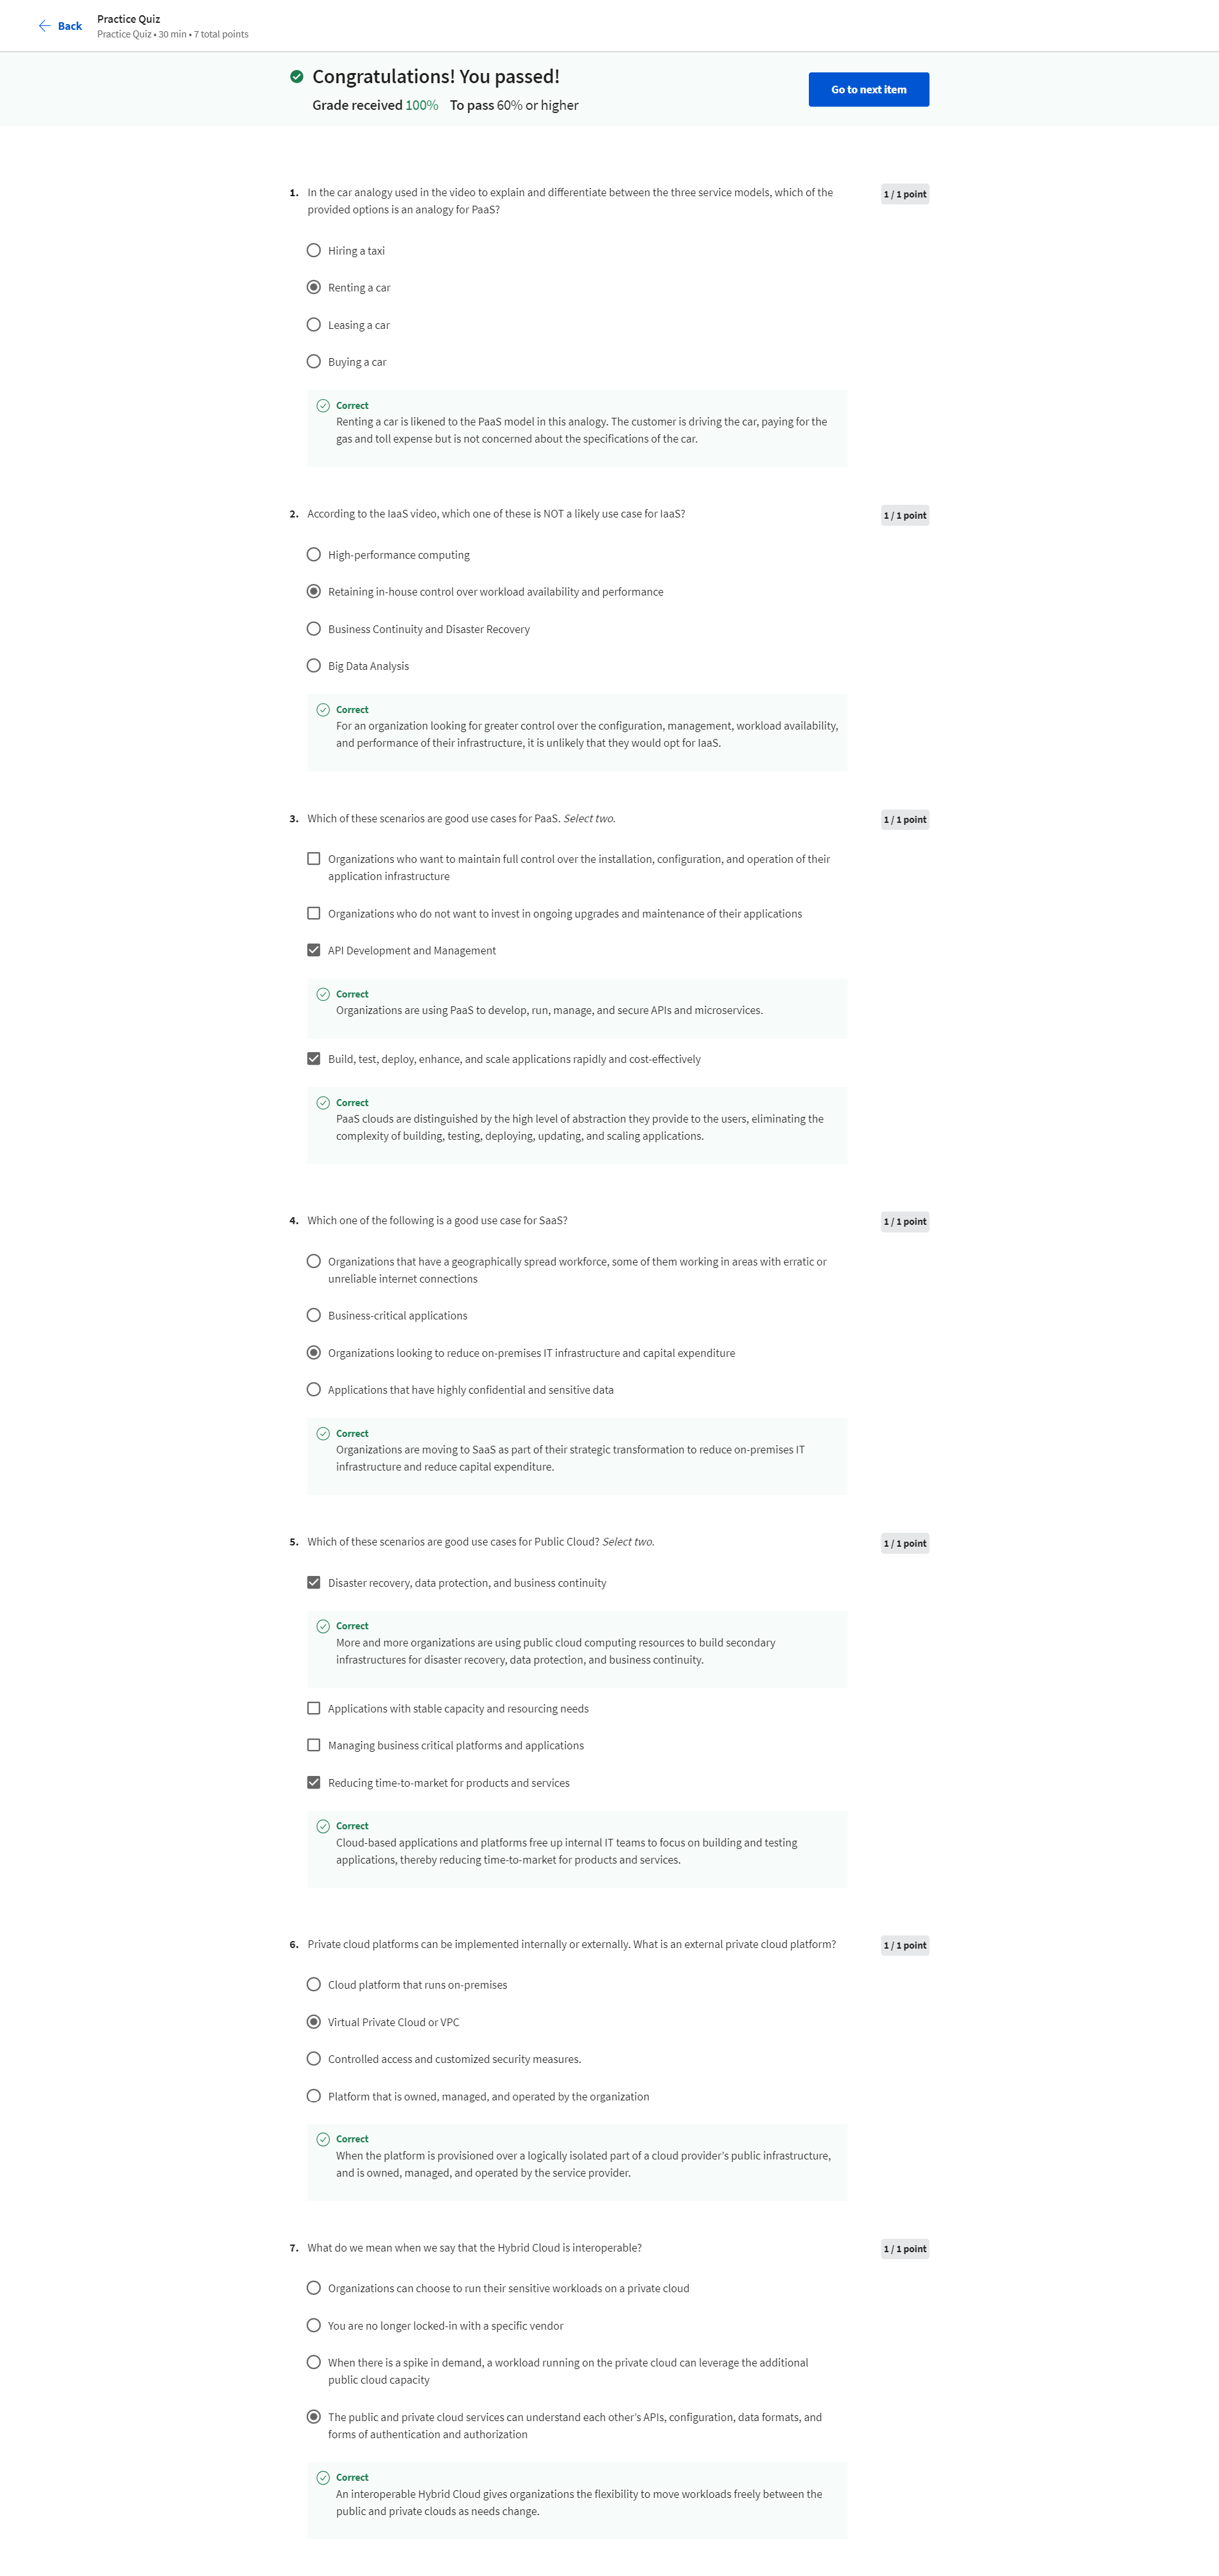 Back
Practice Quiz
Practice Quiz • 30 min • 7 total points
Congratulations! You passed!
Grade received 100% To pass 60% or higher
Go to next item
1. In the car analogy used in the video to explain and differentiate between the three service models, which of the
provided options is an analogy for PaaS?
1 / 1 point
Hiring a taxi
Renting a car
Leasing a car
Buying a car
Correct
Renting a car is likened to the PaaS model in this analogy. The customer is driving the car, paying for the
gas and toll expense but is not concerned about the specifications of the car.
2. According to the IaaS video, which one of these is NOT a likely use case for IaaS?
1 / 1 point
High-performance computing
Retaining in-house control over workload availability and performance
Business Continuity and Disaster Recovery
Big Data Analysis
Correct
For an organization looking for greater control over the configuration, management, workload availability,
and performance of their infrastructure, it is unlikely that they would opt for IaaS.
3. Which of these scenarios are good use cases for PaaS. Select two.
1 / 1 point
Organizations who want to maintain full control over the installation, configuration, and operation of their
application infrastructure
Organizations who do not want to invest in ongoing upgrades and maintenance of their applications
API Development and Management
Correct
Organizations are using PaaS to develop, run, manage, and secure APIs and microservices.
Build, test, deploy, enhance, and scale applications rapidly and cost-effectively
Correct
PaaS clouds are distinguished by the high level of abstraction they provide to the users, eliminating the
complexity of building, testing, deploying, updating, and scaling applications.
4. Which one of the following is a good use case for SaaS?
1 / 1 point
Organizations that have a geographically spread workforce, some of them working in areas with erratic or
unreliable internet connections
Business-critical applications
Organizations looking to reduce on-premises IT infrastructure and capital expenditure
Applications that have highly confidential and sensitive data
Correct
Organizations are moving to SaaS as part of their strategic transformation to reduce on-premises IT
infrastructure and reduce capital expenditure.
5. Which of these scenarios are good use cases for Public Cloud? Select two.
1 / 1 point
Disaster recovery, data protection, and business continuity
Correct
More and more organizations are using public cloud computing resources to build secondary
infrastructures for disaster recovery, data protection, and business continuity.
Applications with stable capacity and resourcing needs
Managing business critical platforms and applications
Reducing time-to-market for products and services
Correct
Cloud-based applications and platforms free up internal IT teams to focus on building and testing
applications, thereby reducing time-to-market for products and services.
6. Private cloud platforms can be implemented internally or externally. What is an external private cloud platform?
1 / 1 point
Cloud platform that runs on-premises
Virtual Private Cloud or VPC
Controlled access and customized security measures.
Platform that is owned, managed, and operated by the organization
Correct
When the platform is provisioned over a logically isolated part of a cloud provider's public infrastructure,
and is owned, managed, and operated by the service provider.
7. What do we mean when we say that the Hybrid Cloud is interoperable?
1 / 1 point
Organizations can choose to run their sensitive workloads on a private cloud
You are no longer locked-in with a specific vendor
When there is a spike in demand, a workload running on the private cloud can leverage the additional
public cloud capacity
The public and private cloud services can understand each other's APIs, configuration, data formats, and
forms of authentication and authorization
Correct
An interoperable Hybrid Cloud gives organizations the flexibility to move workloads freely between the
public and private clouds as needs change.